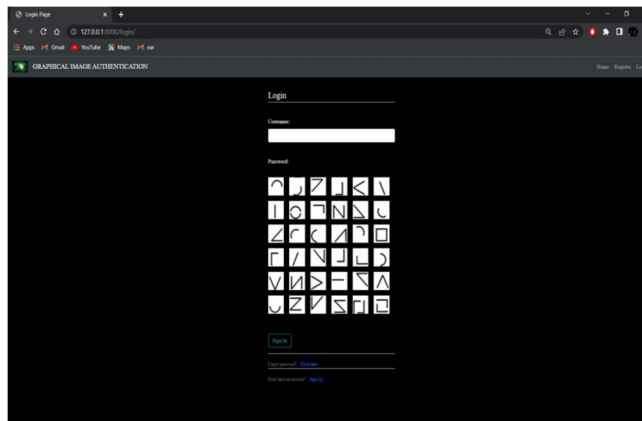 Login Page
127.0.0.1:8000/login/
Apps Gmail YouTube Maps ear
GRAPHICAL IMAGE AUTHENTICATION
Home Register
Login
Username:
Password:
Sign In
Forgot password? Click here
Don't have an account? Sign Up